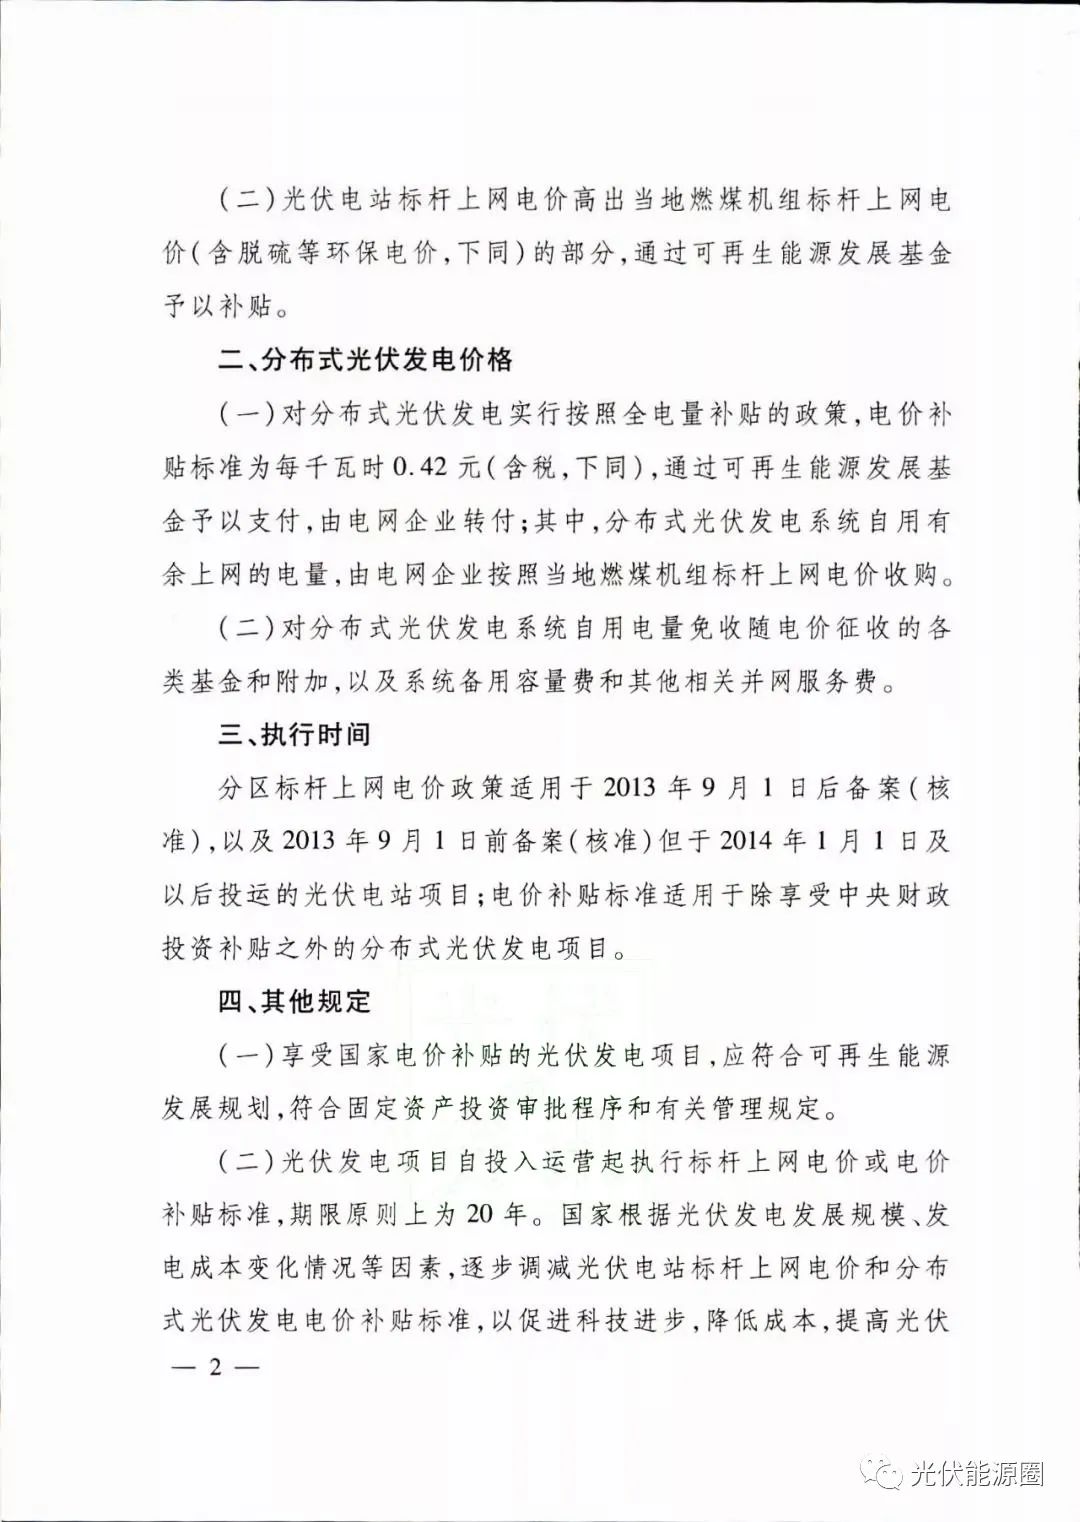 (二)光伏电站标杆上网电价高出当地燃煤机组标杆上网电
价(含脱硫等环保电价,下同)的部分,通过可再生能源发展基金
予以补贴。
二、分布式光伏发电价格
(一)对分布式光伏发电实行按照全电量补贴的政策,电价补
贴标准为每千瓦时0.42元(含税,下同),通过可再生能源发展基
金予以支付,由电网企业转付;其中,分布式光伏发电系统自用有
余上网的电量,由电网企业按照当地燃煤机组标杆上网电价收购。
(二)对分布式光伏发电系统自用电量免收随电价征收的各
类基金和附加,以及系统备用容量费和其他相关并网服务费。
三、执行时间
分区标杆上网电价政策适用于2013年9月1日后备案(核
准),以及2013年9月1日前备案(核准)但于2014年1月1日及
以后投运的光伏电站项目;电价补贴标准适用于除享受中央财政
投资补贴之外的分布式光伏发电项目。
四、其他规定
(一)享受国家电价补贴的光伏发电项目,应符合可再生能源
发展规划,符合固定资产投资审批程序和有关管理规定。
(二)光伏发电项目自投入运营起执行标杆上网电价或电价
补贴标准,期限原则上为20年。国家根据光伏发电发展规模、发
电成本变化情况等因素,逐步调减光伏电站标杆上网电价和分布
式光伏发电电价补贴标准,以促进科技进步,降低成本,提高光伏
— 2 —
光伏能源圈